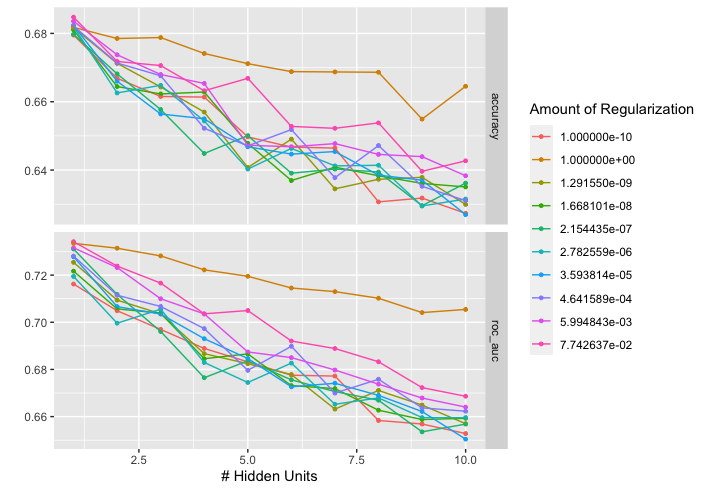 0.68
0.66
0.64
accuracy
0.72
0.70
0.68
0.66
roc_auc
2.5
5.0
7.5
10.0
# Hidden Units
Amount of Regularization
1.000000e-10
1.000000e+00
1.291550e-09
1.668101e-08
2.154435e-07
2.782559e-06
3.593814e-05
4.641589e-04
5.994843e-03
7.742637e-02